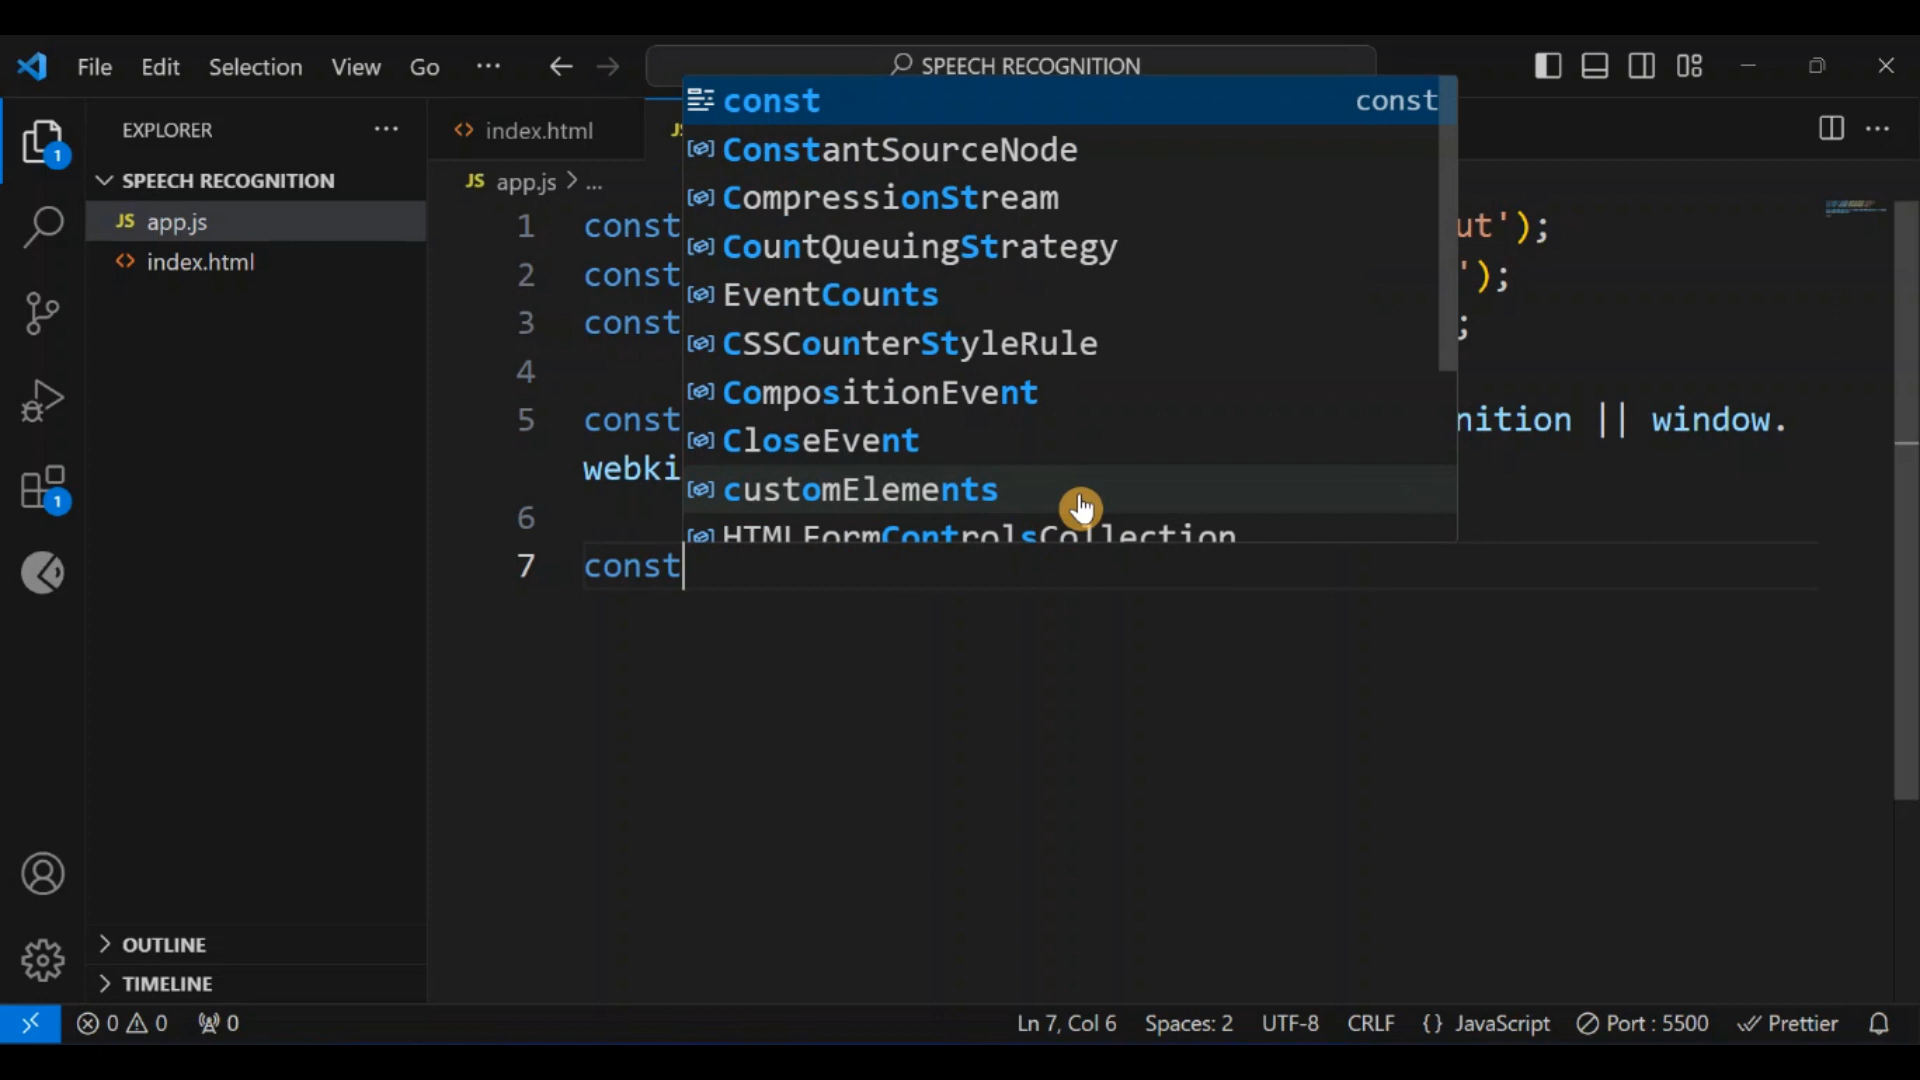 File Edit Selection View Go ··· SPEECH RECOGNITION
EXPLORER ···
SPEECH RECOGNITION
JS app.js
<> index.html
OUTLINE
TIMELINE
<> index.html
JS app.js > ...
const
ConstantSourceNode
CompressionStream
CountQueuingStrategy
EventCounts
CSSCounterStyleRule
CompositionEvent
CloseEvent
customElements
HTMLFormControlsCollection
const
1 const ut');
2 const ');
3 const ;
4
5 const nition || window.
webki
6
7 const
1
1
0 0 0
Ln 7, Col 6 Spaces: 2 UTF-8 CRLF {} JavaScript Port : 5500 Prettier